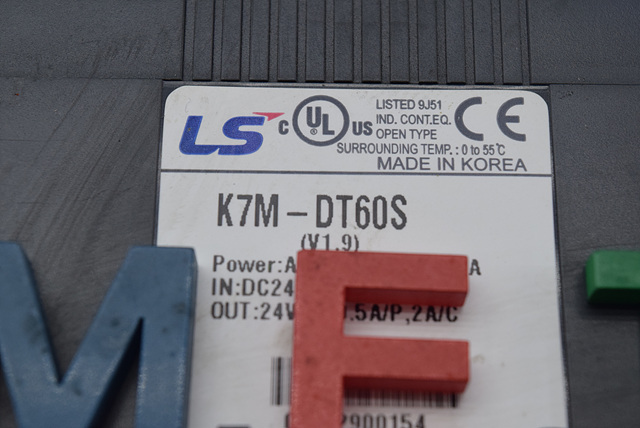 LS
c UL US
LISTED 9J51
IND. CONT.EQ.
OPEN TYPE
CE
SURROUNDING TEMP. : 0 to 55℃
MADE IN KOREA
K7M-DT60S
(V1.9)
Power:A A
IN:DC24
OUT:24V .5A/P,2A/C
2900154
M F